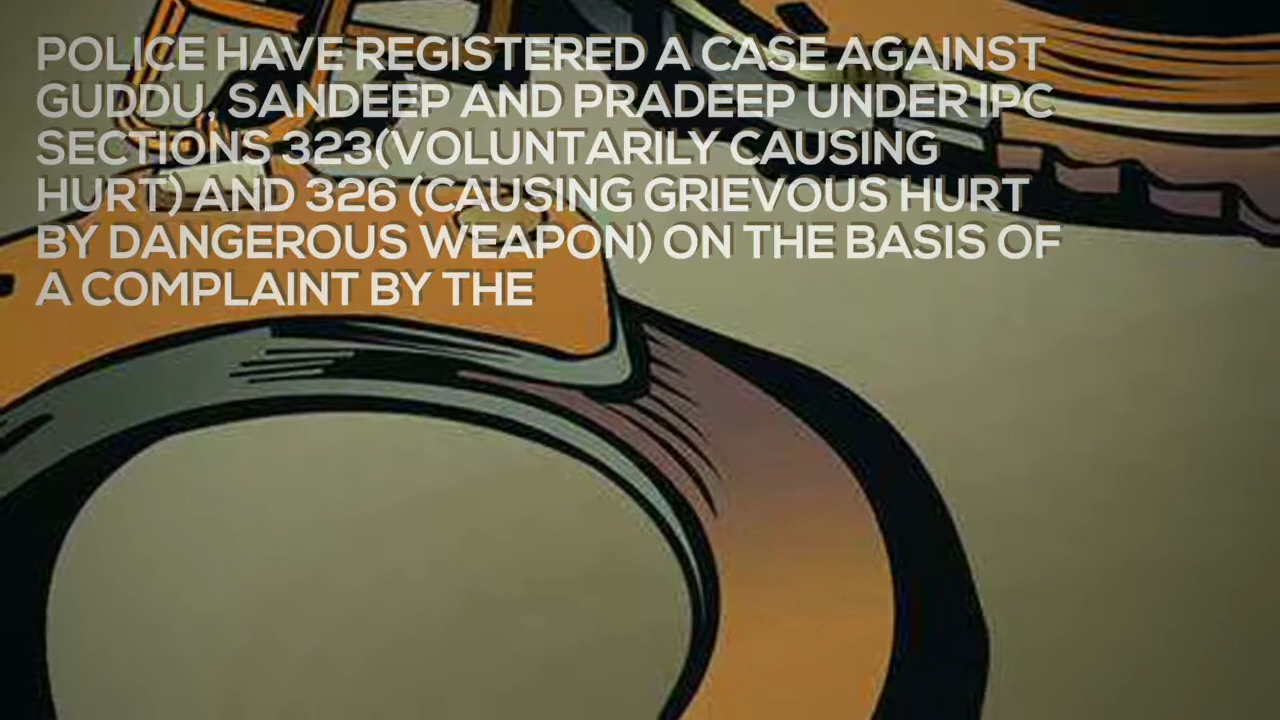 POLICE HAVE REGISTERED A CASE AGAINST
GUDDU, SANDEEP AND PRADEEP UNDER IPC
SECTIONS 323(VOLUNTARILY CAUSING
HURT) AND 326 (CAUSING GRIEVOUS HURT
BY DANGEROUS WEAPON) ON THE BASIS OF
A COMPLAINT BY THE